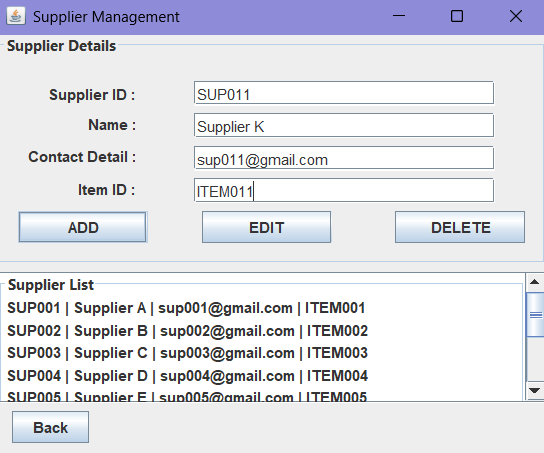 Supplier Management
Supplier Details
Supplier ID : SUP011
Name : Supplier K
Contact Detail : sup011@gmail.com
Item ID : ITEM011
ADD EDIT DELETE
Supplier List
SUP001 | Supplier A | sup001@gmail.com | ITEM001
SUP002 | Supplier B | sup002@gmail.com | ITEM002
SUP003 | Supplier C | sup003@gmail.com | ITEM003
SUP004 | Supplier D | sup004@gmail.com | ITEM004
SUP005 | Supplier E | sup005@gmail.com | ITEM005
Back